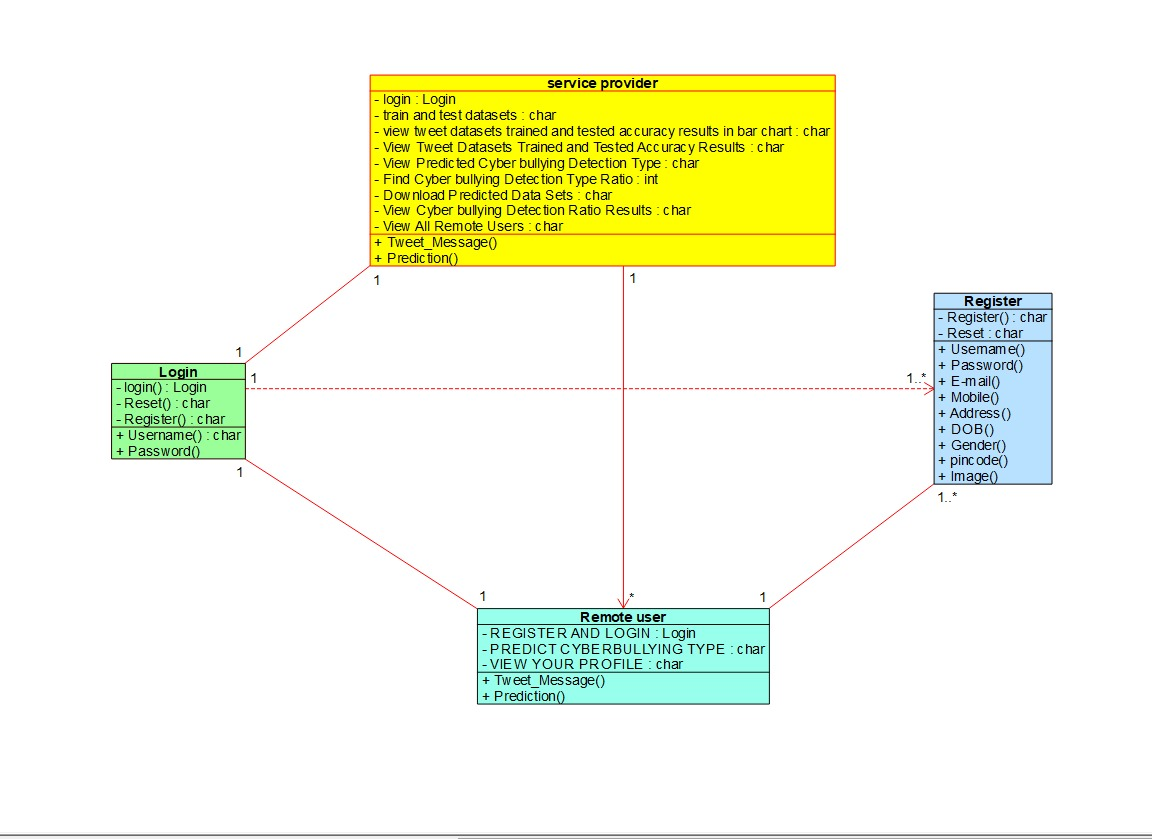 service provider
- login : Login
- train and test datasets : char
- view tweet datasets trained and tested accuracy results in bar chart : char
- View Tweet Datasets Trained and Tested Accuracy Results : char
- View Predicted Cyber bullying Detection Type : char
- Find Cyber bullying Detection Type Ratio : int
- Download Predicted Data Sets : char
- View Cyber bullying Detection Ratio Results : char
- View All Remote Users : char
+ Tweet_Message()
+ Prediction()
1
1
1
Login
- login() : Login
- Reset() : char
- Register() : char
+ Username() : char
+ Password()
1
1
1..*
Register
- Register() : char
- Reset : char
+ Username()
+ Password()
+ E-mail()
+ Mobile()
+ Address()
+ DOB()
+ Gender()
+ pincode()
+ Image()
1..*
1
*
1
Remote user
- REGISTER AND LOGIN : Login
- PREDICT CYBERBULLYING TYPE : char
- VIEW YOUR PROFILE : char
+ Tweet_Message()
+ Prediction()